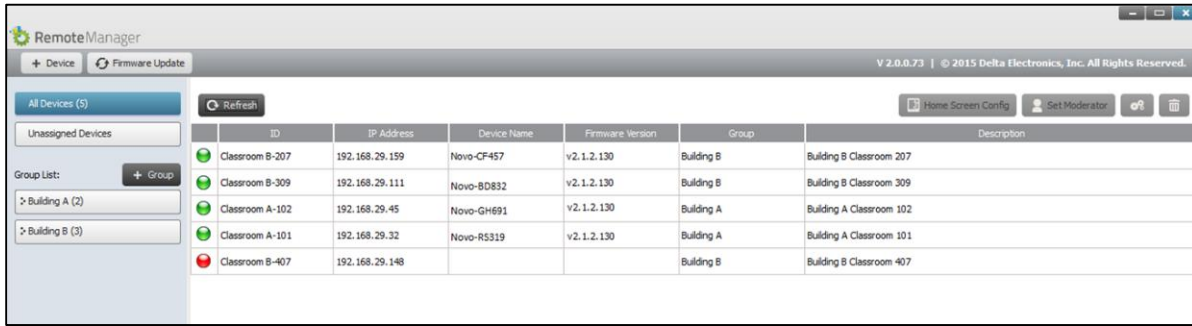 RemoteManager
+ Device Firmware Update V 2.0.0.73 | © 2015 Delta Electronics, Inc. All Rights Reserved.
All Devices (5) Refresh Home Screen Config Set Moderator
Unassigned Devices ID IP Address Device Name Firmware Version Group Description
Classroom B-207 192.168.29.159 Novo-CF457 v2.1.2.130 Building B Building B Classroom 207
Group List: + Group Classroom B-309 192.168.29.111 Novo-BD832 v2.1.2.130 Building B Building B Classroom 309
Building A (2) Classroom A-102 192.168.29.45 Novo-GH691 v2.1.2.130 Building A Building A Classroom 102
Building B (3) Classroom A-101 192.168.29.32 Novo-RS319 v2.1.2.130 Building A Building A Classroom 101
Classroom B-407 192.168.29.148 Building B Building B Classroom 407